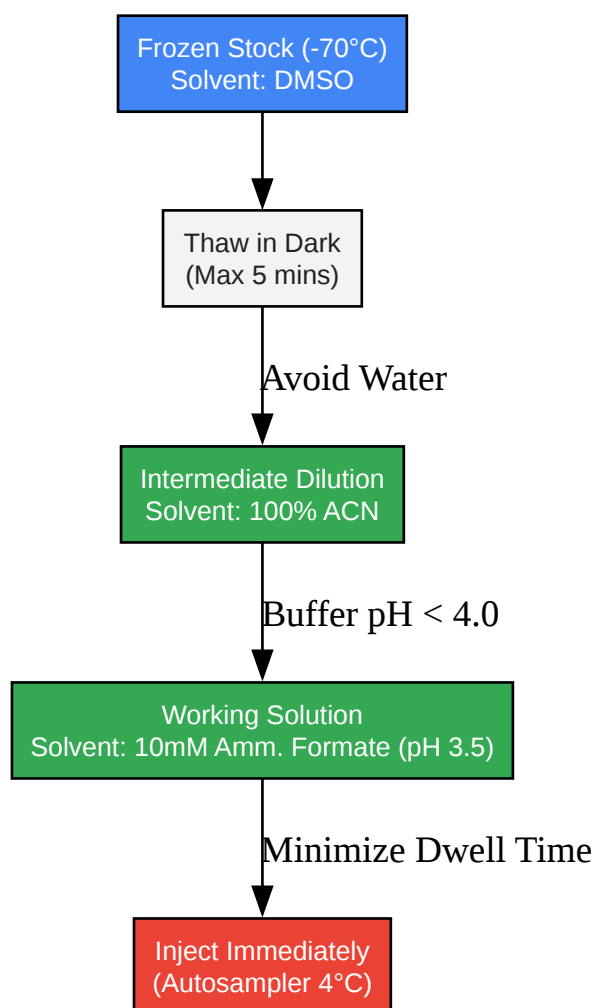 Frozen Stock (-70°C)
Solvent: DMSO
Thaw in Dark
(Max 5 mins)
Avoid Water
Intermediate Dilution
Solvent: 100% ACN
Buffer pH < 4.0
Working Solution
Solvent: 10mM Amm. Formate (pH 3.5)
Minimize Dwell Time
Inject Immediately
(Autosampler 4°C)